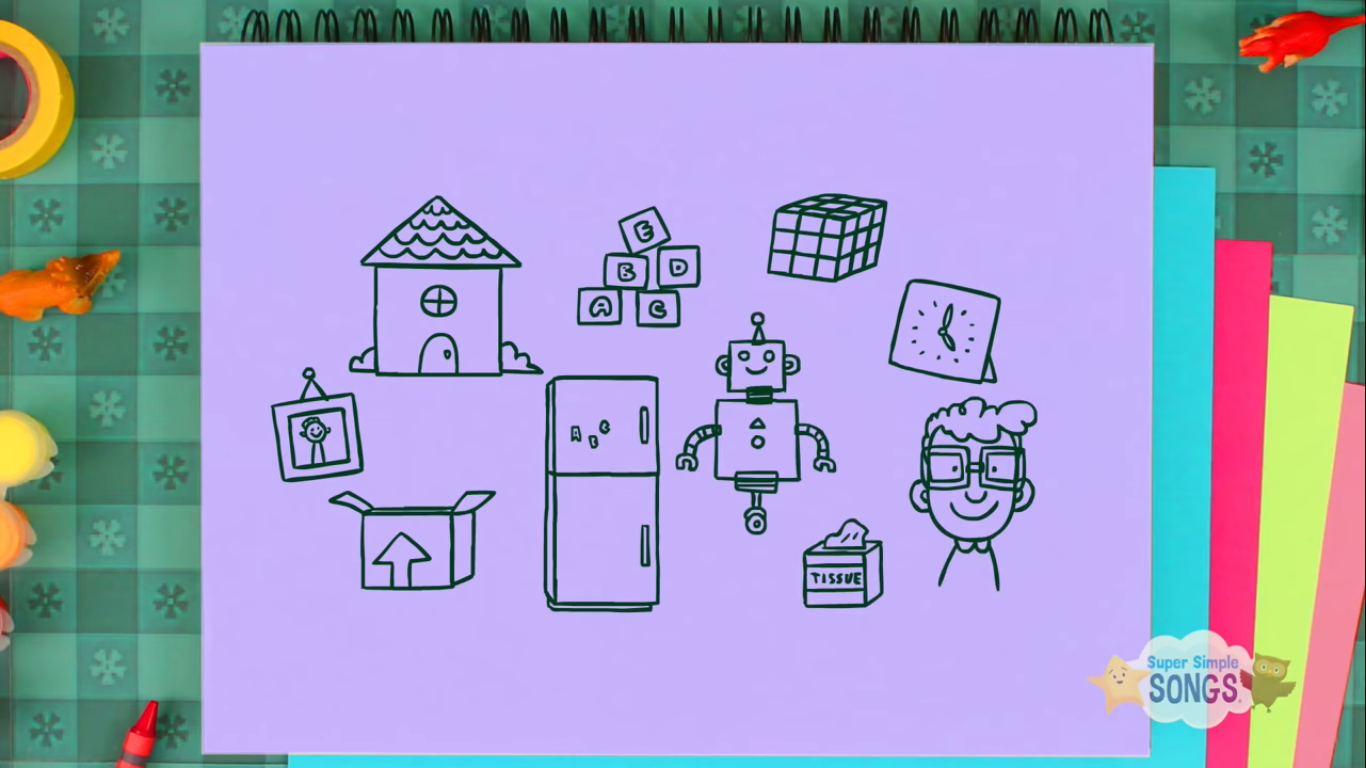 E
B D
A C
A B C
TISSUE
Super Simple
SONGS